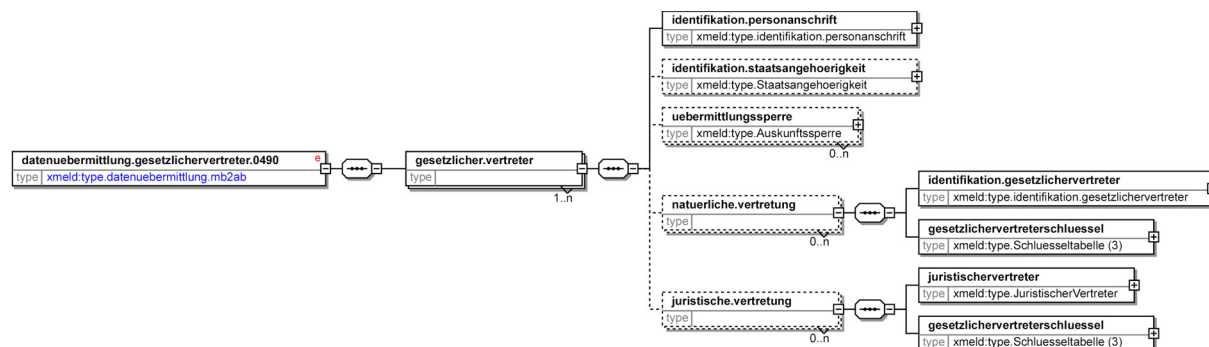 identifikation.personanschrift
type xmeld:type.identifikation.personanschrift
identifikation.staatsangehoerigkeit
type xmeld:type.Staatsangehoerigkeit
uebermittlungssperre
type xmeld:type.Auskunftssperre
0..n
datenuebermittlung.gesetzlichervertreter.0490 e
type xmeld:type.datenuebermittlung.mb2ab
gesetzlicher.vertreter
type
1..n
natuerliche.vertretung
type
0..n
identifikation.gesetzlichervertreter
type xmeld:type.identifikation.gesetzlichervertreter
gesetzlichervertreterschluessel
type xmeld:type.Schluesseltabelle (3)
juristische.vertretung
type
0..n
juristischervertreter
type xmeld:type.JuristischerVertreter
gesetzlichervertreterschluessel
type xmeld:type.Schluesseltabelle (3)